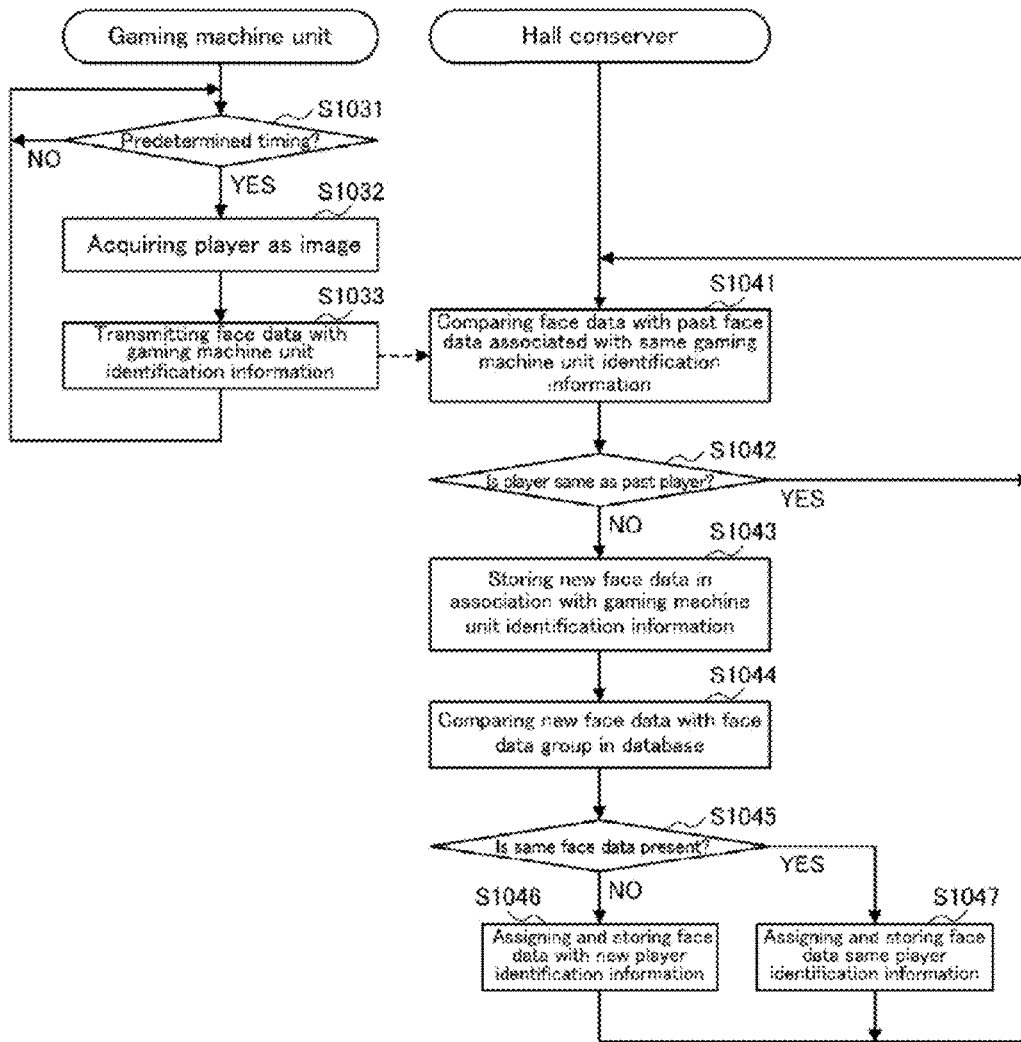 Gaming machine unit
Hall conserver
S1031
Predetermined timing?
NO
YES
S1032
Acquiring player as image
S1033
Transmitting face data with
gaming machine unit
identification information
S1041
Comparing face data with past face
data associated with same gaming
machine unit identification
information
S1042
Is player same as past player?
YES
NO
S1043
Storing new face data in
association with gaming machine
unit identification information
S1044
Comparing new face data with face
data group in database
S1045
Is same face data present?
YES
NO
S1046
Assigning and storing face
data with new player
identification information
S1047
Assigning and storing face
data same player
identification information